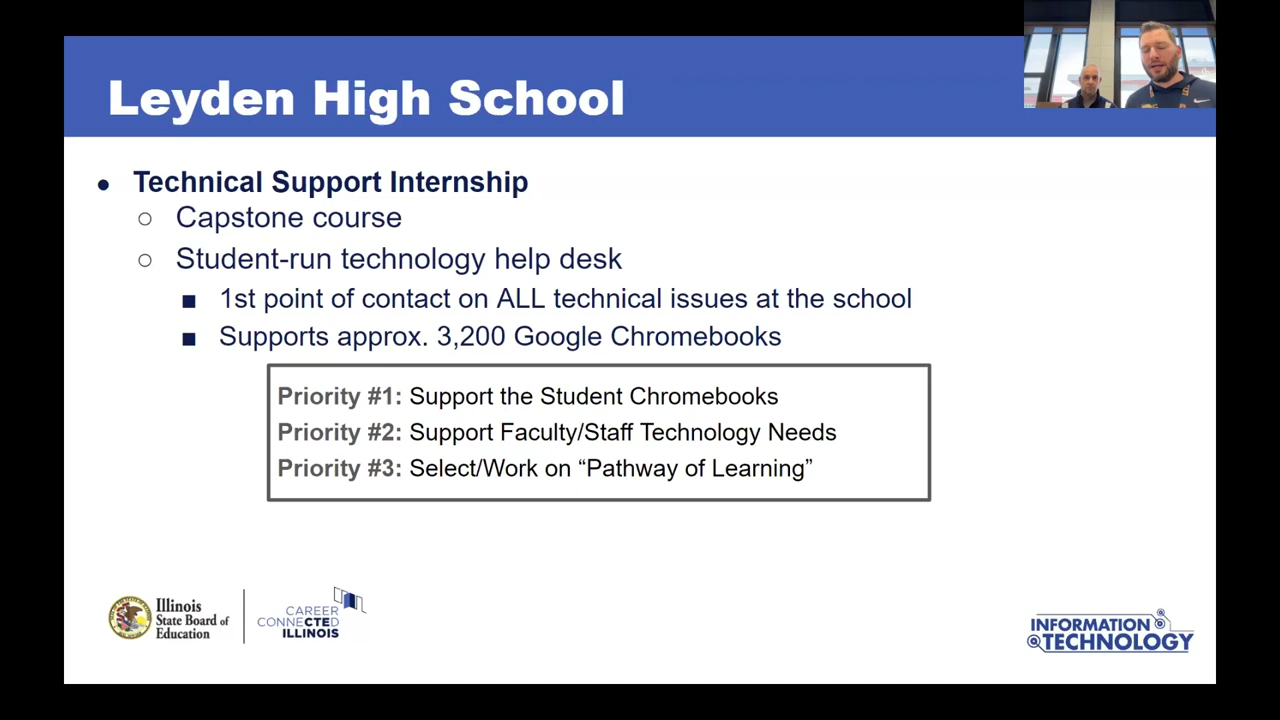 Leyden High School
● Technical Support Internship
○ Capstone course
○ Student-run technology help desk
■ 1st point of contact on ALL technical issues at the school
■ Supports approx. 3,200 Google Chromebooks
Priority #1: Support the Student Chromebooks
Priority #2: Support Faculty/Staff Technology Needs
Priority #3: Select/Work on “Pathway of Learning”
Illinois
State Board of
Education
CAREER
CONNECTED
ILLINOIS
INFORMATION
TECHNOLOGY